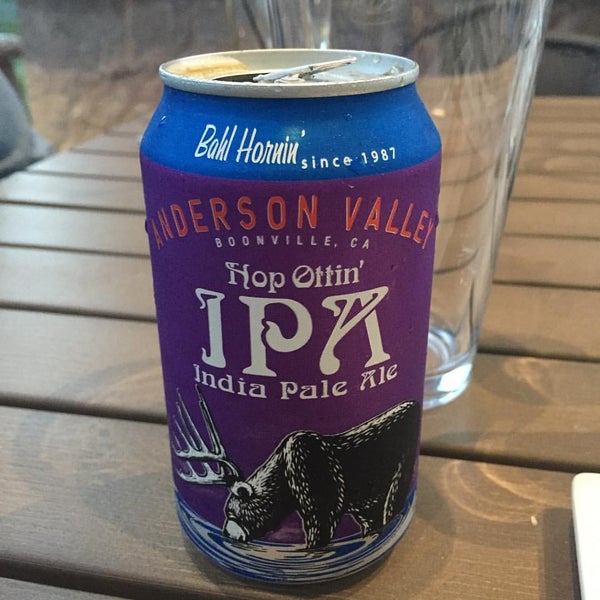 Bahl Hornin' since 1987
ANDERSON VALLEY
BOONVILLE, CA
Hop Ottin'
IPA
India Pale Ale